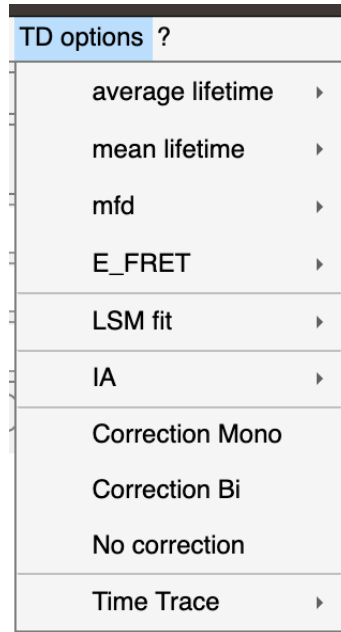 TD options ?
average lifetime
mean lifetime
mfd
E_FRET
LSM fit
IA
Correction Mono
Correction Bi
No correction
Time Trace